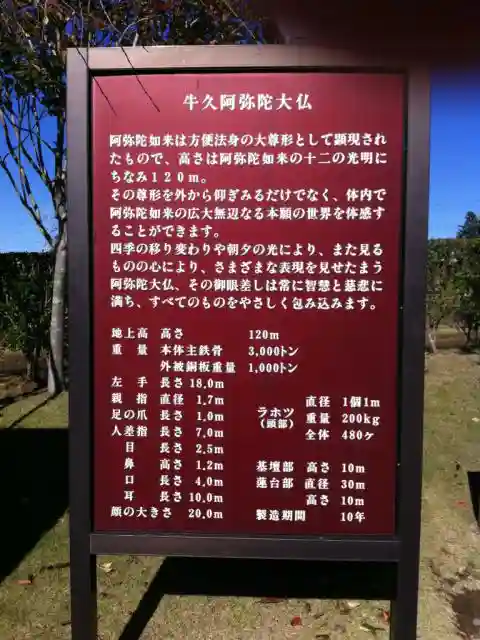 牛久阿弥陀大仏
阿弥陀如来は方便法身の大尊形として顕現され
たもので、高さは阿弥陀如来の十二の光明に
ちなみ120m。
その尊形を外から仰ぎみるだけでなく、体内で
阿弥陀如来の広大無辺なる本願の世界を体感す
ることができます。
四季の移り変わりや朝夕の光により、また見る
ものの心により、さまざまな表現を見せたまう
阿弥陀大仏、その御眼差しは常に智慧と慈悲に
満ち、すべてのものをやさしく包み込みます。
地上高 高さ 120m
重量 本体主鉄骨 3,000トン
外被銅板重量 1,000トン
左手 長さ 18.0m
親指 直径 1.7m
足の爪 長さ 1.0m
人差指 長さ 7.0m
目 長さ 2.5m
鼻 高さ 1.2m
口 長さ 4.0m
耳 長さ 10.0m
顔の大きさ 20.0m
ラホツ(頭部)
直径 1個1m
重量 200kg
全体 480ケ
基壇部 高さ 10m
蓮台部 直径 30m
高さ 10m
製造期間 10年